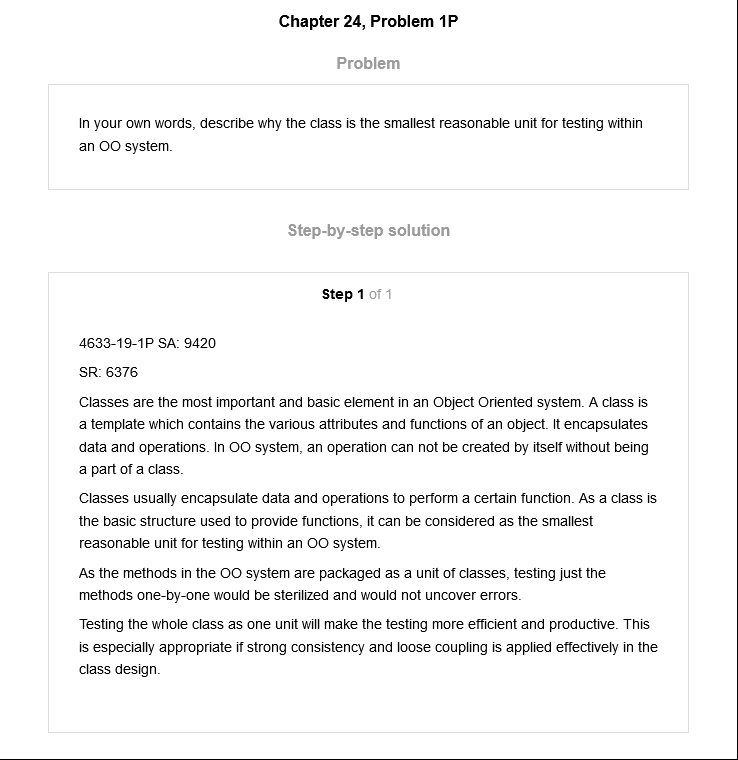 Chapter 24, Problem 1P
Problem
In your own words, describe why the class is the smallest reasonable unit for testing within
an OO system.
Step-by-step solution
Step 1 of 1
4633-19-1P SA: 9420
SR: 6376
Classes are the most important and basic element in an Object Oriented system. A class is
a template which contains the various attributes and functions of an object. It encapsulates
data and operations. In OO system, an operation can not be created by itself without being
a part of a class.
Classes usually encapsulate data and operations to perform a certain function. As a class is
the basic structure used to provide functions, it can be considered as the smallest
reasonable unit for testing within an OO system.
As the methods in the OO system are packaged as a unit of classes, testing just the
methods one-by-one would be sterilized and would not uncover errors.
Testing the whole class as one unit will make the testing more efficient and productive. This
is especially appropriate if strong consistency and loose coupling is applied effectively in the
class design.